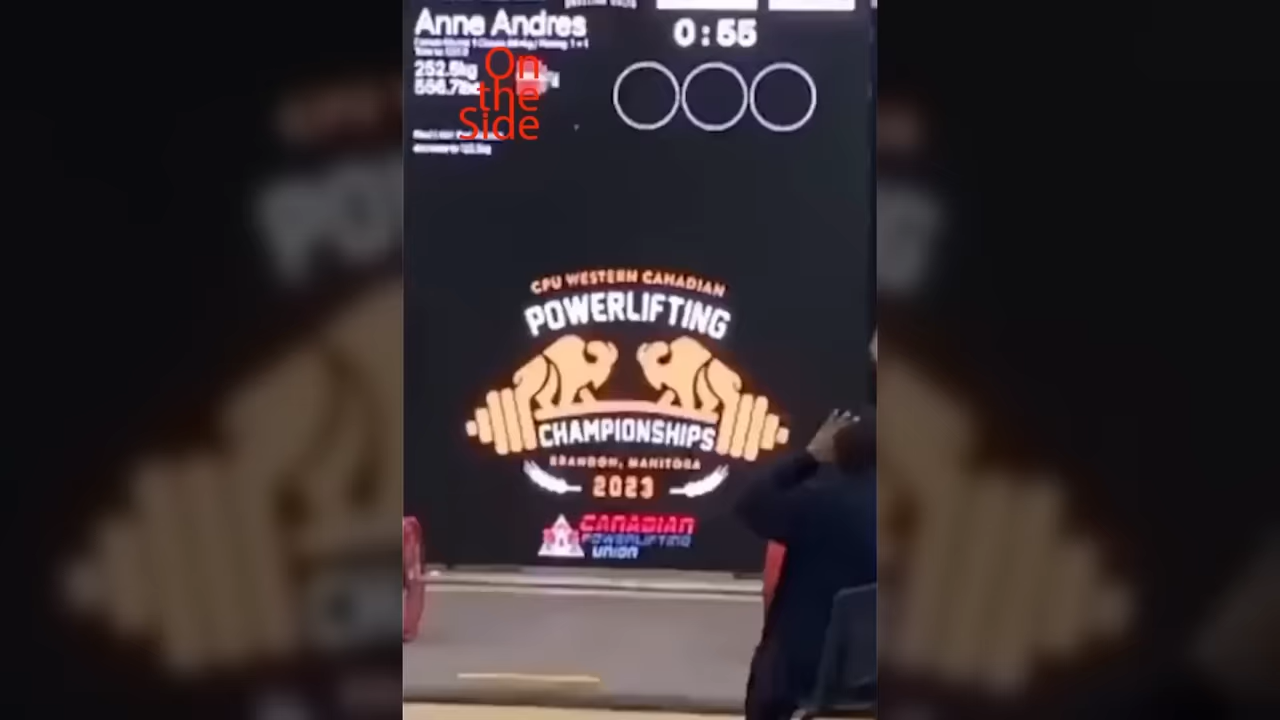 Anne Andres
0:55
252.5kg
556.7lbs
On
the
Side
CPU WESTERN CANADIAN
POWERLIFTING
CHAMPIONSHIPS
BRANDON, MANITOBA
2023
CANADIAN
POWERLIFTING
UNION